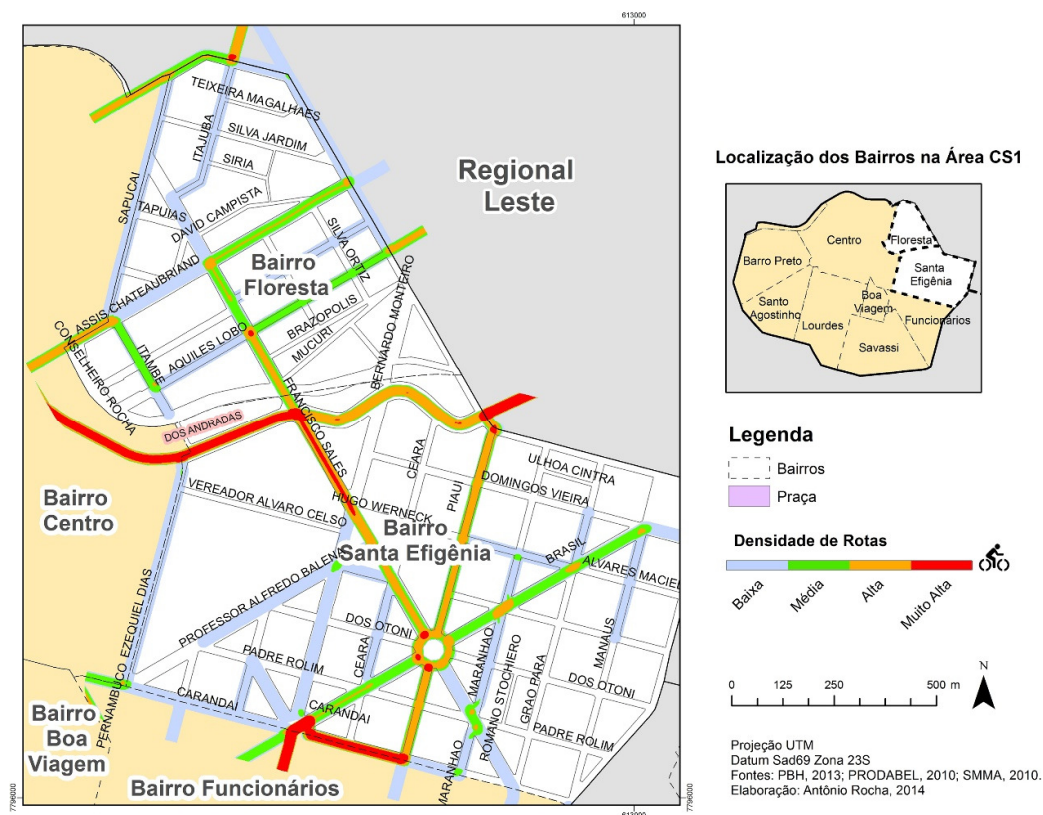 613000
TEIXEIRA MAGALHAES
ITAJUBA
SILVA JARDIM
SIRIA
SAPUCAI
TAPUIAS
DAVID CAMPISTA
SILVA ORTIZ
Regional
Leste
Bairro
Floresta
ASSIS CHATEAUBRIAND
CONSELHEIRO ROCHA
ITAMBE
AQUILES LOBO
BRAZOPOLIS
MUCURI
BERNARDO MONTEIRO
FRANCISCO SALES
DOS ANDRADAS
CEARA
PIAUI
ULHOA CINTRA
DOMINGOS VIEIRA
VEREADOR ALVARO CELSO
HUGO WERNECK
Bairro
Centro
Bairro
Santa Efigênia
BRASIL
ALVARES MACIEL
PROFESSOR ALFREDO BALENA
EZEQUIEL DIAS
DOS OTONI
CEARA
PADRE ROLIM
MARANHAO
ROMANO STOCHIERO
GRAO PARA
MANAUS
DOS OTONI
PADRE ROLIM
PERNAMBUCO
CARANDAI
CARANDAI
MARANHAO
Bairro
Boa
Viagem
Bairro Funcionários
7796000
7796000
613000
Localização dos Bairros na Área CS1
Centro
Floresta
Barro Preto
Santa
Efigênia
Boa
Viagem
Santo
Agostinho
Lourdes
Funcionários
Savassi
Legenda
Bairros
Praça
Densidade de Rotas
Baixa
Média
Alta
Muito Alta
N
0 125 250 500 m
Projeção UTM
Datum Sad69 Zona 23S
Fontes: PBH, 2013; PRODABEL, 2010; SMMA, 2010.
Elaboração: Antônio Rocha, 2014